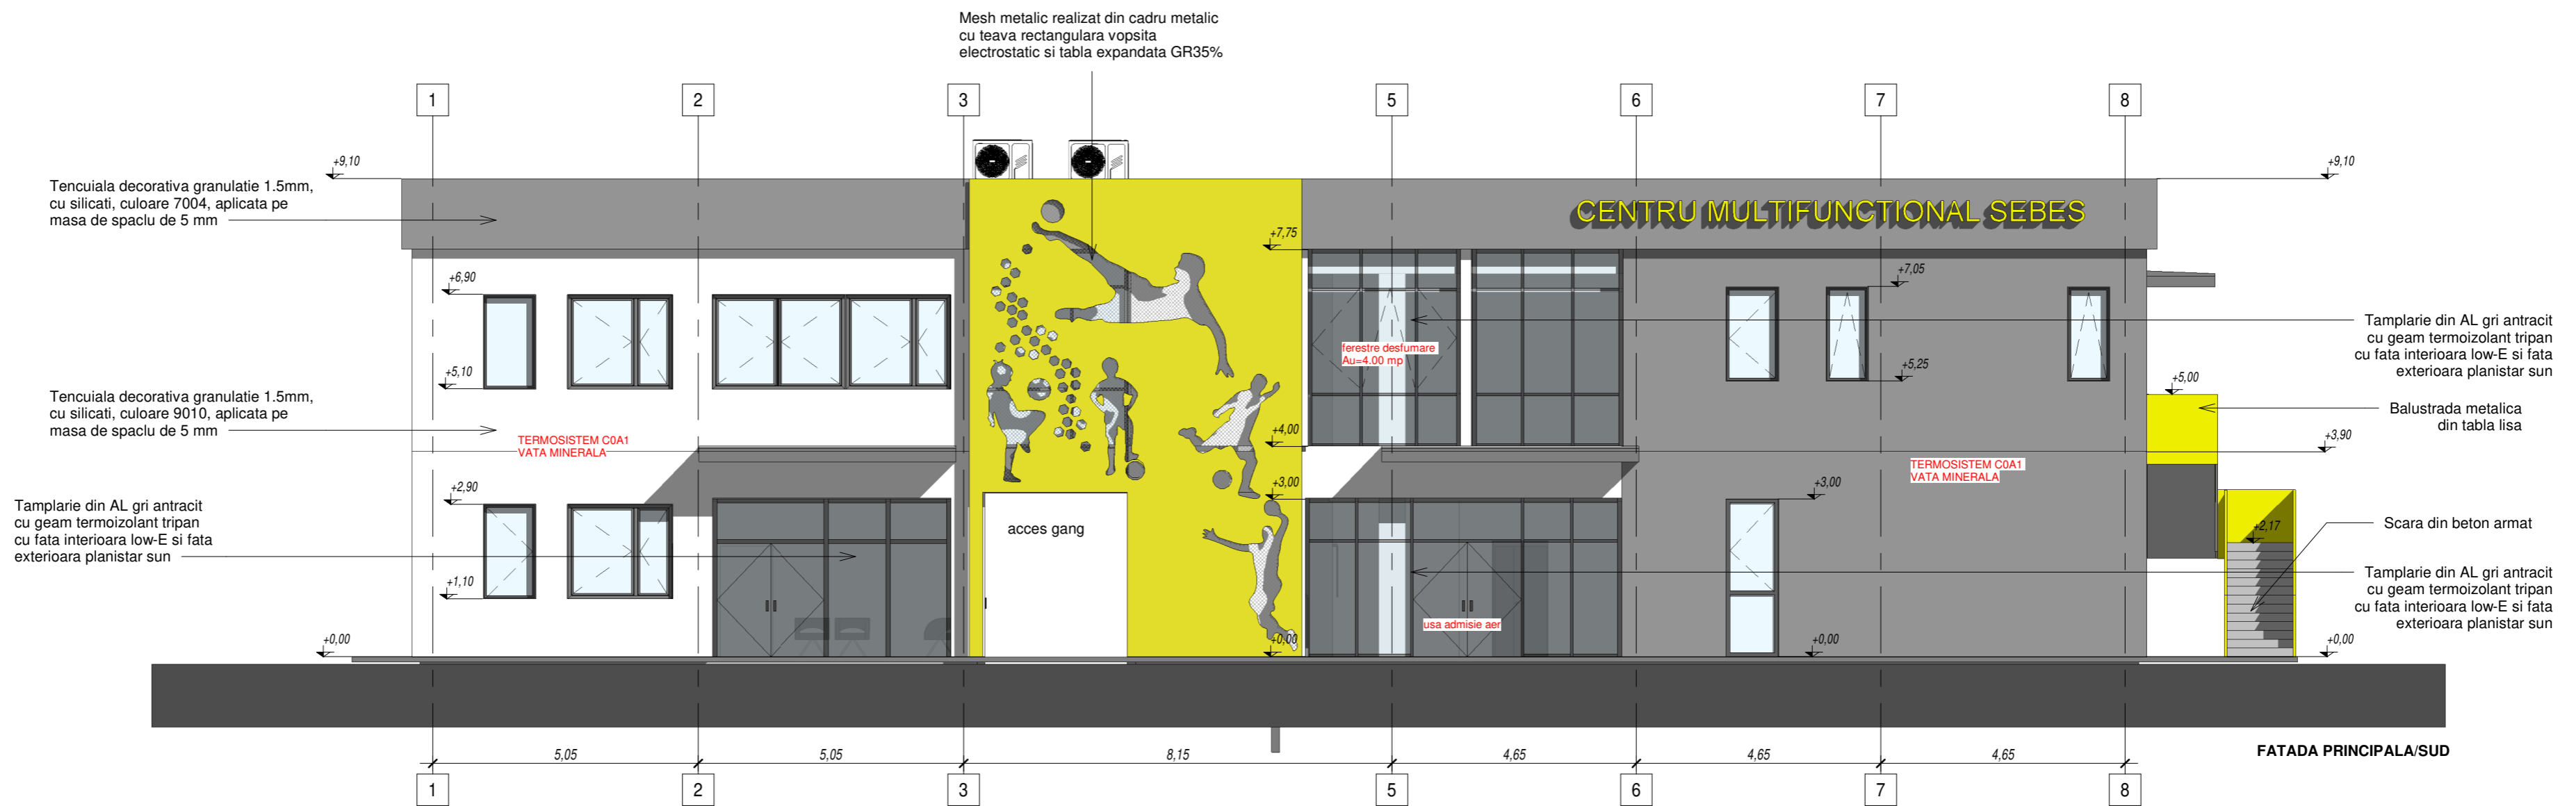 Mesh metalic realizat din cadru metalic
cu teava rectangulara vopsita
electrostatic si tabla expandata GR35%
1
2
3
5
6
7
8
+9,10
+9,10
Tencuiala decorativa granulatie 1.5mm,
cu silicati, culoare 7004, aplicata pe
masa de spaclu de 5 mm
CENTRU MULTIFUNCTIONAL SEBES
+7,75
+6,90
+7,05
Tamplarie din AL gri antracit
cu geam termoizolant tripan
cu fata interioara low-E si fata
exterioara planistar sun
ferestre desfumare
Au=4.00 mp
+5,10
+5,25
+5,00
Tencuiala decorativa granulatie 1.5mm,
cu silicati, culoare 9010, aplicata pe
masa de spaclu de 5 mm
Balustrada metalica
din tabla lisa
TERMOSISTEM C0A1
VATA MINERALA
+4,00
+3,90
TERMOSISTEM C0A1
VATA MINERALA
+2,90
+3,00
+3,00
Tamplarie din AL gri antracit
cu geam termoizolant tripan
cu fata interioara low-E si fata
exterioara planistar sun
acces gang
+2,17
Scara din beton armat
Tamplarie din AL gri antracit
cu geam termoizolant tripan
cu fata interioara low-E si fata
exterioara planistar sun
+1,10
usa admisie aer
+0,00
+0,00
+0,00
+0,00
FATADA PRINCIPALA/SUD
5,05
5,05
8,15
4,65
4,65
4,65
1
2
3
5
6
7
8